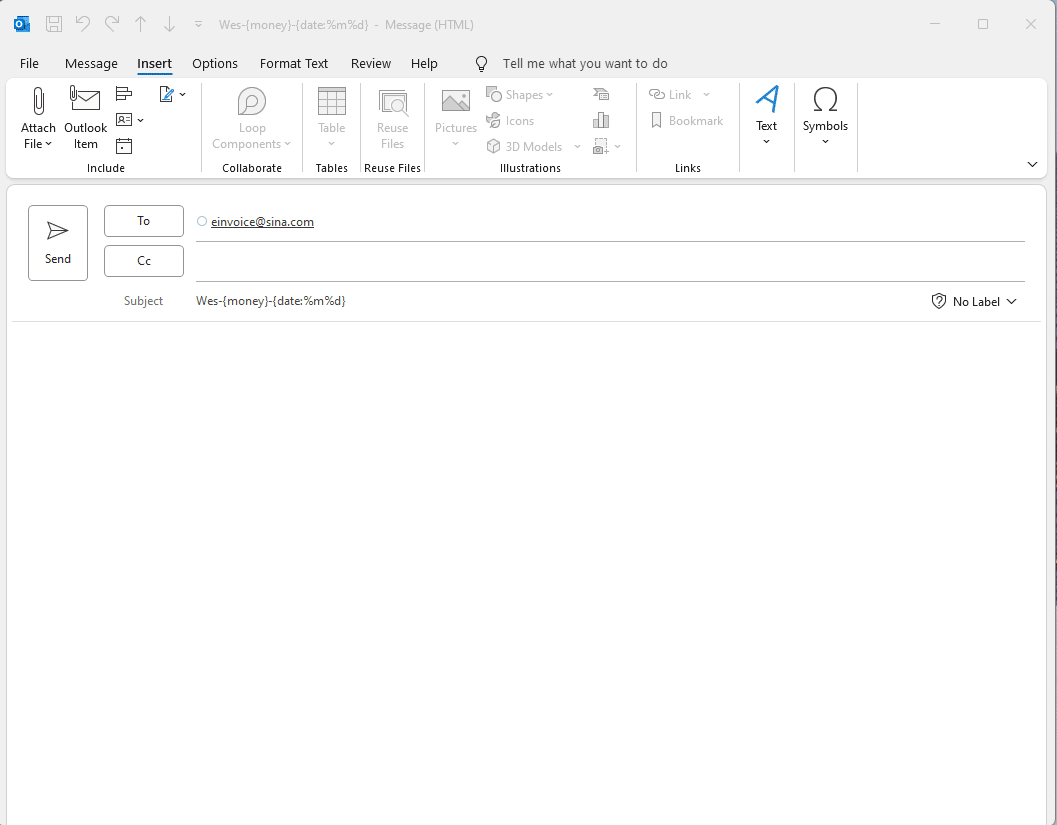 Wes-{money}-{date:%m%d} - Message (HTML)
File Message Insert Options Format Text Review Help Tell me what you want to do
Attach File
Outlook Item
Include
Loop Components
Collaborate
Table
Tables
Reuse Files
Reuse Files
Pictures
Shapes
Icons
3D Models
Illustrations
Link
Bookmark
Links
Text
Symbols
Send
To
einvoice@sina.com
Cc
Subject
Wes-{money}-{date:%m%d}
No Label